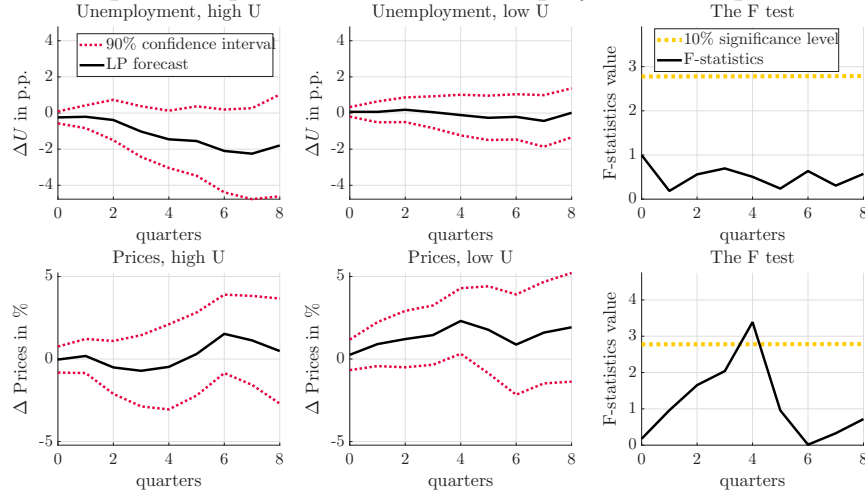 Unemployment, high U
Unemployment, low U
The F test
90% confidence interval
LP forecast
10% significance level
F-statistics
ΔU in p.p.
4
2
0
-2
-4
0 2 4 6 8
quarters
ΔU in p.p.
4
2
0
-2
-4
0 2 4 6 8
quarters
F-statistics value
3
2
1
0
0 2 4 6 8
quarters
Prices, high U
Prices, low U
The F test
Δ Prices in %
5
0
-5
0 2 4 6 8
quarters
Δ Prices in %
5
0
-5
0 2 4 6 8
quarters
F-statistics value
4
3
2
1
0
0 2 4 6 8
quarters